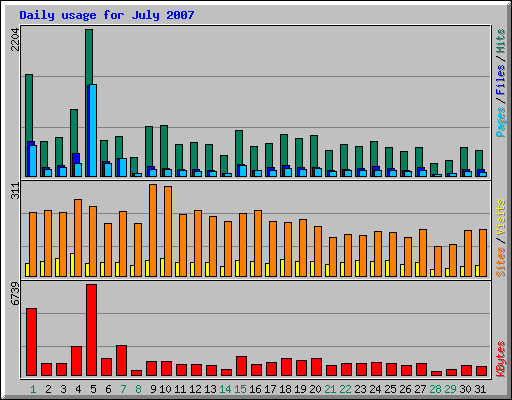 Daily usage for July 2007
2204
Pages / Files / Hits
311
Sites / Visits
6739
KBytes
1 2 3 4 5 6 7 8 9 10 11 12 13 14 15 16 17 18 19 20 21 22 23 24 25 26 27 28 29 30 31